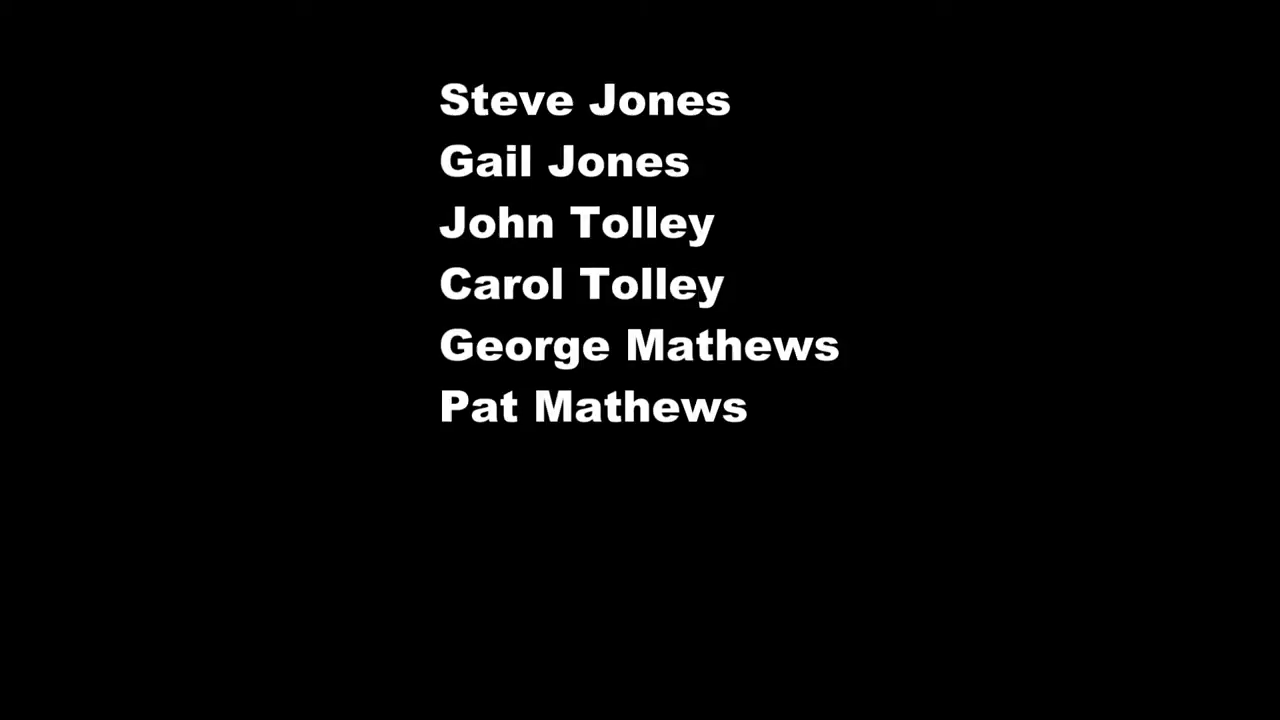 Steve Jones
Gail Jones
John Tolley
Carol Tolley
George Mathews
Pat Mathews